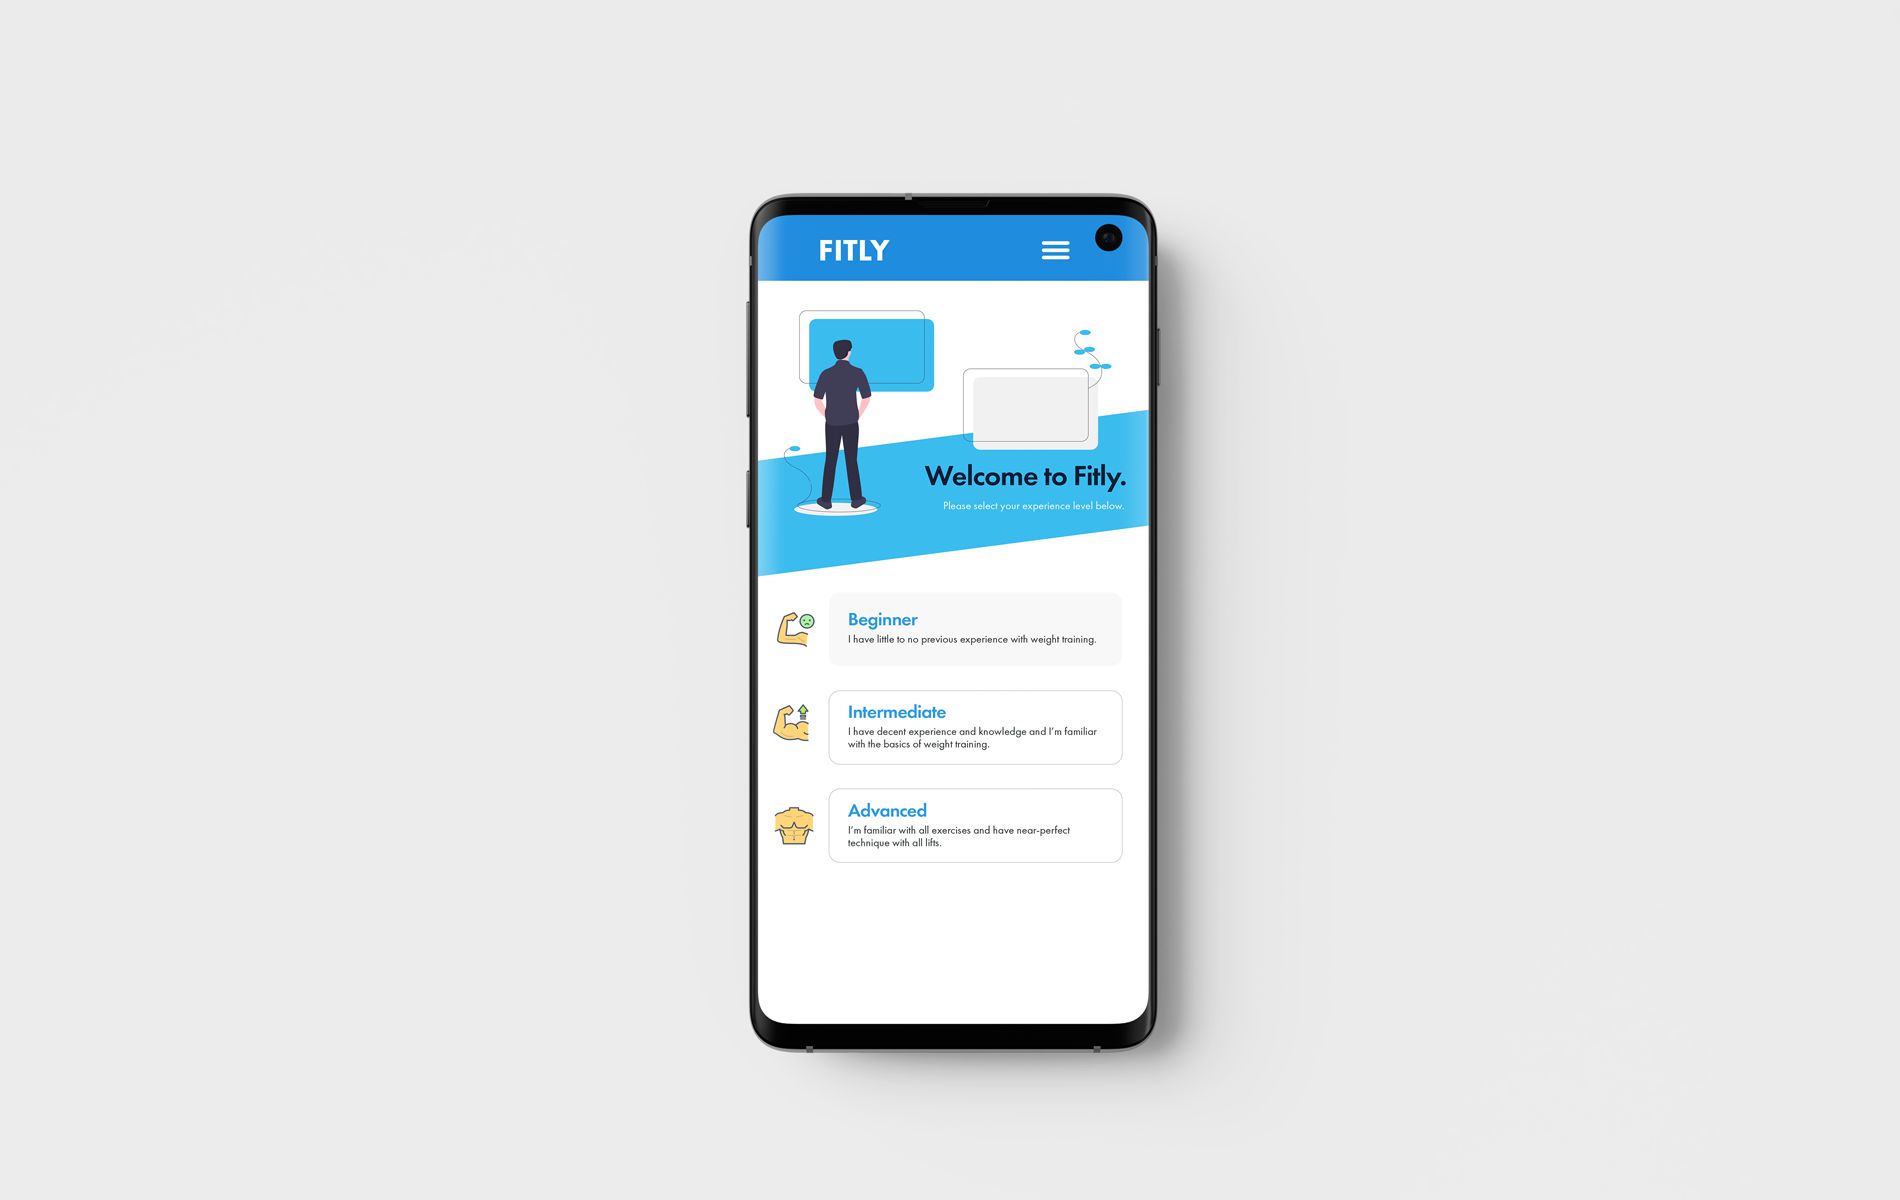 FITLY
Welcome to Fitly.
Please select your experience level below.
Beginner
I have little to no previous experience with weight training.
Intermediate
I have decent experience and knowledge and I'm familiar
with the basics of weight training.
Advanced
I'm familiar with all exercises and have near-perfect
technique with all lifts.